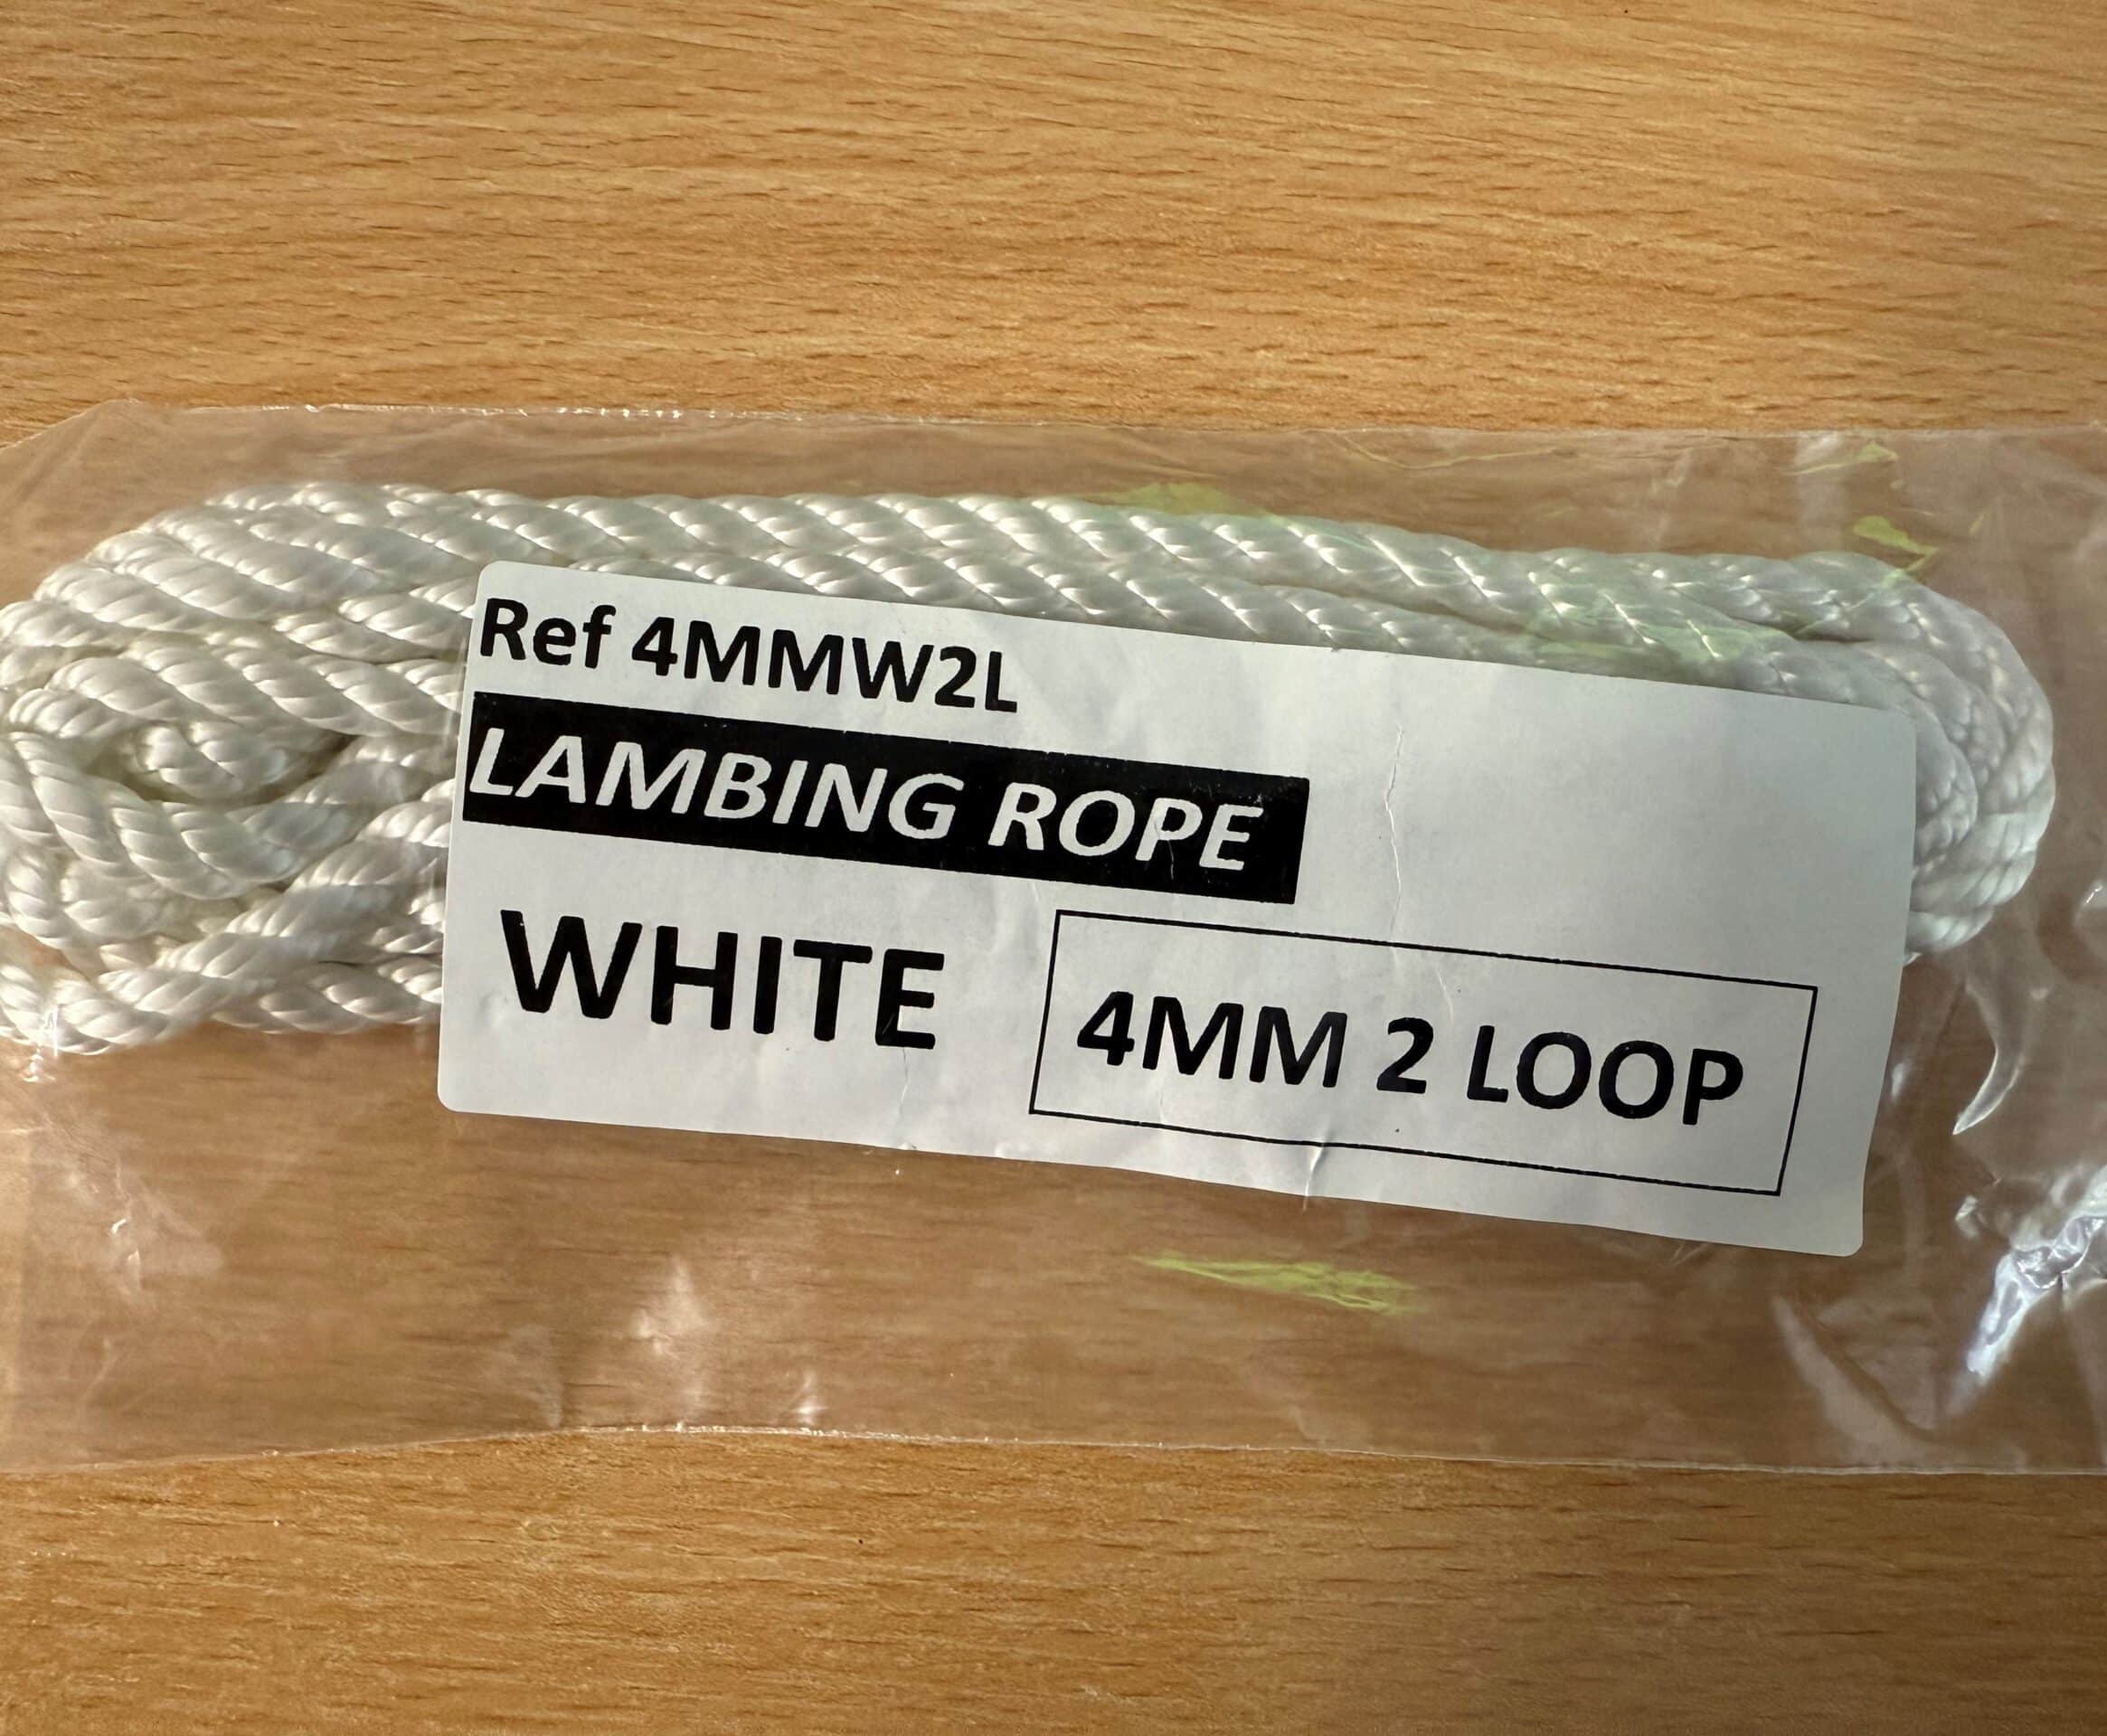 Ref 4MMW2L
LAMBING ROPE
WHITE
4MM 2 LOOP